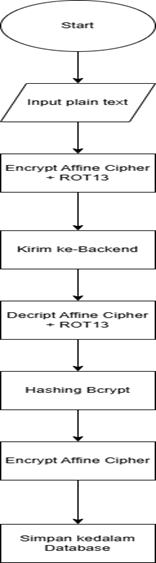 Start
Input plain text
Encrypt Affine Cipher
+ ROT13
Kirim ke-Backend
Decript Affine Cipher
+ ROT13
Hashing Bcrypt
Encrypt Affine Cipher
Simpan kedalam
Database